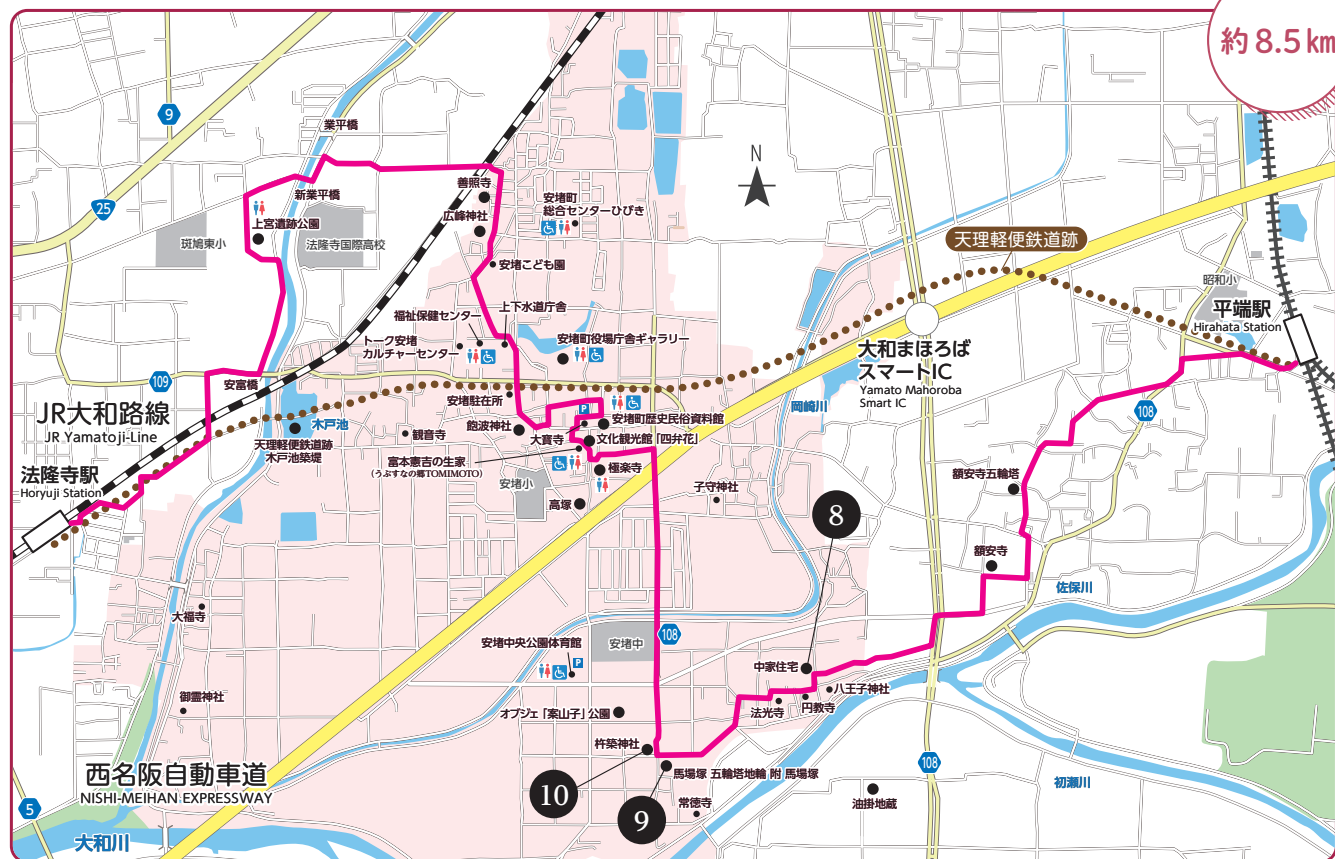 約8.5km
9
業平橋
N
善照寺
安堵町
総合センターひびき
新業平橋
25
上宮遺跡公園
広峰神社
斑鳩東小
法隆寺国際高校
天理軽便鉄道跡
安堵こども園
昭和小
平端駅
Hirahata Station
福祉保健センター
上下水道庁舎
トーク安堵
カルチャーセンター
安堵町役場庁舎ギャラリー
大和まほろば
スマートIC
Yamato Mahoroba
Smart IC
109
安富橋
安堵駐在所
P
岡崎川
108
JR大和路線
JR Yamatoji-Line
木戸池
天理軽便鉄道跡
木戸池築堤
観音寺
飽波神社
大寶寺
安堵町歴史民俗資料館
文化観光館「四弁花」
富本憲吉の生家
(うぶすなの郷TOMIMOTO)
極楽寺
法隆寺駅
Horyuji Station
安堵小
高塚
子守神社
額安寺五輪塔
8
額安寺
佐保川
大福寺
安堵中央公園体育館
P
安堵中
108
中家住宅
八王子神社
円教寺
法光寺
御霊神社
オブジェ「案山子」公園
杵築神社
馬場塚 五輪塔地輪 附 馬場塚
西名阪自動車道
NISHI-MEIHAN EXPRESSWAY
10
9
常徳寺
108
初瀬川
油掛地蔵
5
大和川